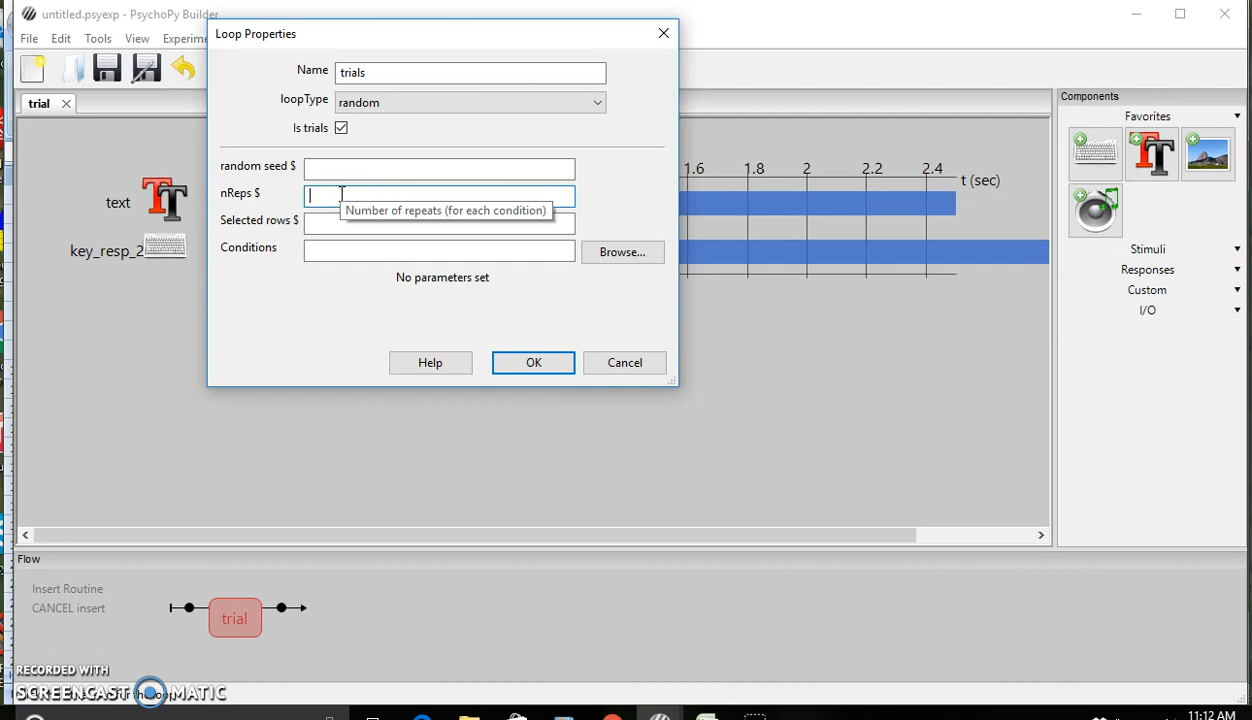 untitled.psyexp - PsychoPy Builder
File Edit Tools View Experime
trial
Loop Properties
Name trials
loopType random
Is trials
random seed $
nReps $
Number of repeats (for each condition)
Selected rows $
Conditions Browse...
No parameters set
Help OK Cancel
text
key_resp_2
1.6 1.8 2 2.2 2.4 t (sec)
Components
Favorites
Stimuli
Responses
Custom
I/O
Flow
Insert Routine
CANCEL insert
trial
RECORDED WITH
SCREENCAST MATIC
11:12 AM